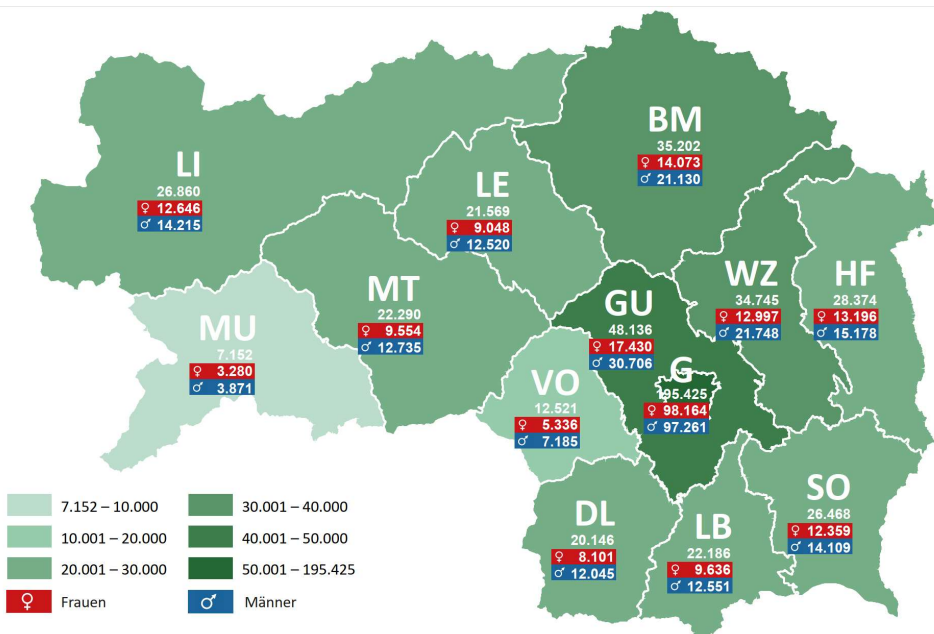 BM
35.202
♀ 14.073
♂ 21.130
LI
26.860
♀ 12.646
♂ 14.215
LE
21.569
♀ 9.048
♂ 12.520
WZ
34.745
♀ 12.997
♂ 21.748
HF
28.374
♀ 13.196
♂ 15.178
MT
22.290
♀ 9.554
♂ 12.735
GU
48.136
♀ 17.430
♂ 30.706
MU
7.152
♀ 3.280
♂ 3.871
G
195.425
♀ 98.164
♂ 97.261
VO
12.521
♀ 5.336
♂ 7.185
SO
26.468
♀ 12.359
♂ 14.109
DL
20.146
♀ 8.101
♂ 12.045
LB
22.186
♀ 9.636
♂ 12.551
7.152 – 10.000
10.001 – 20.000
20.001 – 30.000
30.001 – 40.000
40.001 – 50.000
50.001 – 195.425
♀ Frauen
♂ Männer